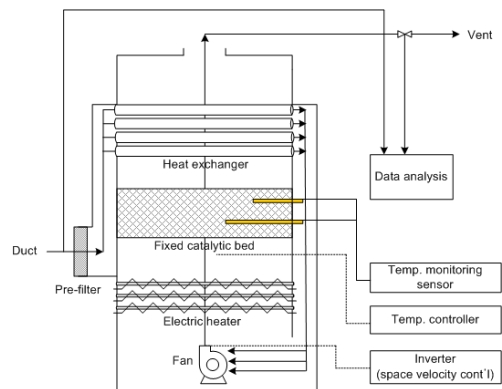 Vent
Heat exchanger
Data analysis
Duct
Fixed catalytic bed
Pre-filter
Temp. monitoring
sensor
Electric heater
Temp. controller
Fan
Inverter
(space velocity cont`l)